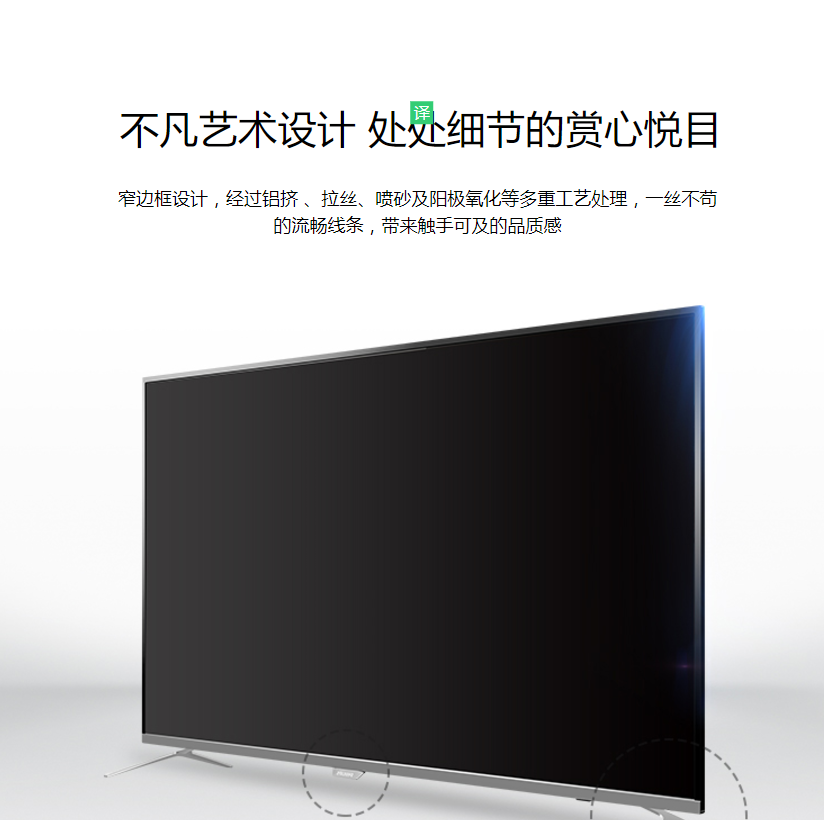 不凡艺术设计 处处细节的赏心悦目
译
窄边框设计，经过铝挤 、拉丝、喷砂及阳极氧化等多重工艺处理，一丝不苟
的流畅线条，带来触手可及的品质感